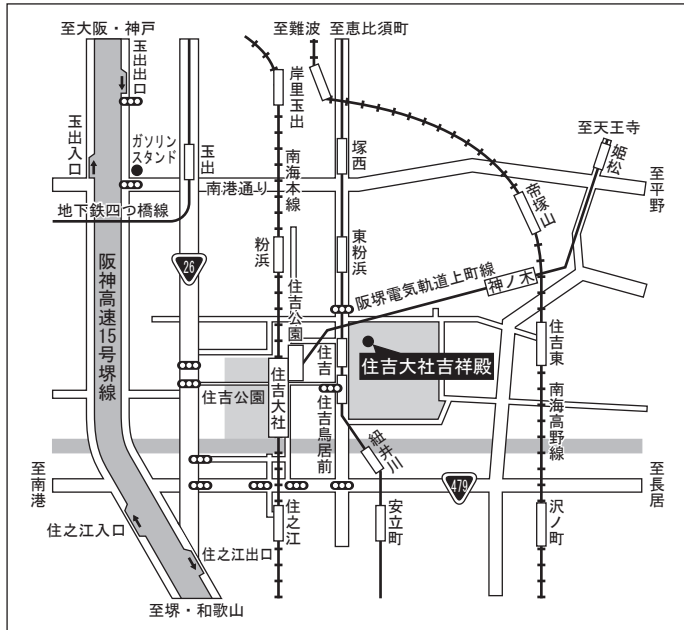 至大阪・神戸
至難波
至恵比須町
玉出出口
岸里玉出
玉出入口
ガソリン
スタンド
玉出
塚西
至天王寺
姫松
至平野
南海本線
南港通り
帝塚山
地下鉄四つ橋線
粉浜
東粉浜
阪神高速15号堺線
26
住吉公園
阪堺電気軌道上町線
神ノ木
住吉
住吉東
住吉大社吉祥殿
住吉公園
住吉大社
住吉鳥居前
南海高野線
紐井川
至南港
479
至長居
住之江
安立町
沢ノ町
住之江入口
住之江出口
至堺・和歌山